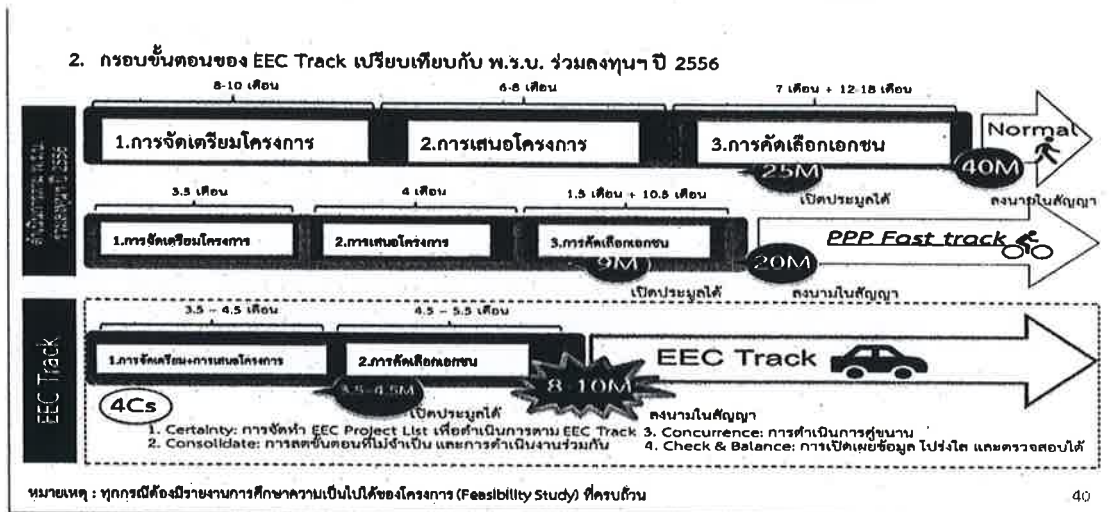 2. กรอบขั้นตอนของ EEC Track เปรียบเทียบกับ พ.ร.บ. ร่วมลงทุนฯ ปี 2556
8-10 เดือน 6-8 เดือน 7 เดือน + 12-18 เดือน
1.การจัดเตรียมโครงการ 2.การเสนอโครงการ 3.การคัดเลือกเอกชน Normal
25M 40M
เปิดประมูลได้ ลงนามในสัญญา
3.5 เดือน 4 เดือน 1.5 เดือน + 10.5 เดือน
1.การจัดเตรียมโครงการ 2.การเสนอโครงการ 3.การคัดเลือกเอกชน PPP Fast track
9M 20M
เปิดประมูลได้ ลงนามในสัญญา
EEC Track
3.5 – 4.5 เดือน 4.5 – 5.5 เดือน
1.การจัดเตรียม+การเสนอโครงการ 2.การคัดเลือกเอกชน EEC Track
3.5-4.5M 8-10M
4Cs เปิดประมูลได้ ลงนามในสัญญา
1. Certainty: การจัดทำ EEC Project List เพื่อดำเนินการตาม EEC Track 3. Concurrence: การดำเนินการคู่ขนาน
2. Consolidate: การลดขั้นตอนที่ไม่จำเป็น และการดำเนินงานร่วมกัน 4. Check & Balance: การเปิดเผยข้อมูล โปร่งใส และตรวจสอบได้
หมายเหตุ : ทุกกรณีต้องมีรายงานการศึกษาความเป็นไปได้ของโครงการ (Feasibility Study) ที่ครบถ้วน 40